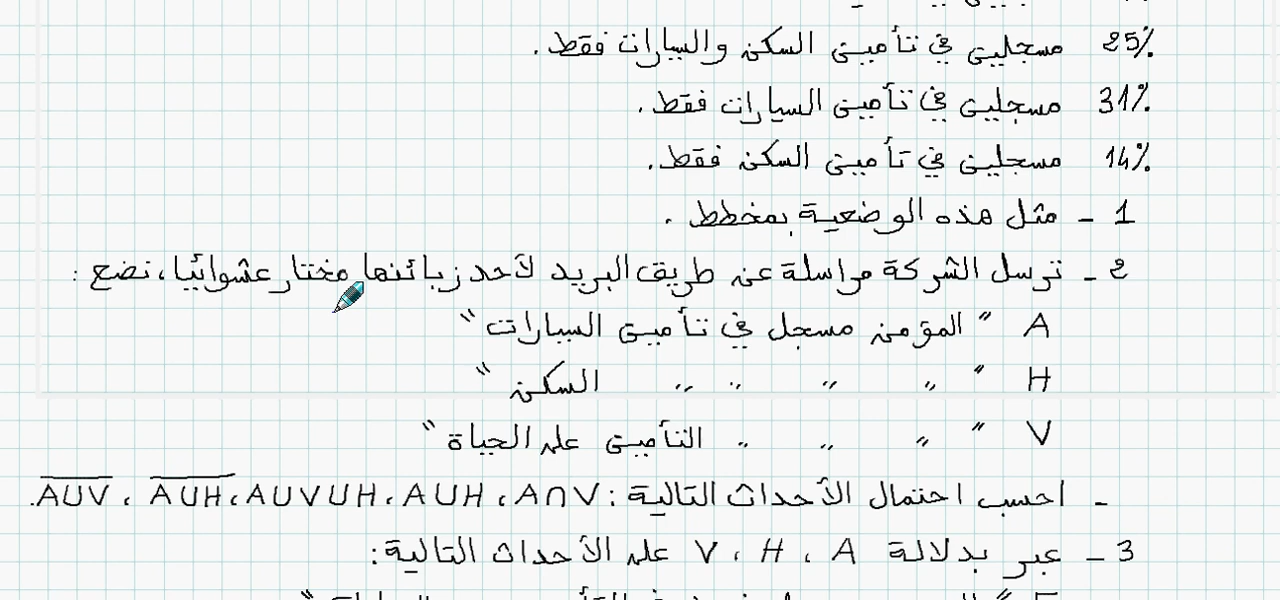 25% مسجلين في تأمين السكن والسيارات فقط.
31% مسجلين في تأمين السيارات فقط.
14% مسجلين في تأمين السكن فقط.
1 - مثل هذه الوضعية بمخطط.
2 - ترسل الشركة مراسلة عن طريق البريد لأحد زبائنها مختار عشوائيا، نضع :
A " المؤمن مسجل في تأمين السيارات "
H " " " " " السكن "
V " " " " التأمين على الحياة "
- احسب احتمال الأحداث التالية : A∩V ، A∪H ، A∪V∪H ، \overline{A∪H} ، \overline{A∪V}.
3 - عبر بدلالة A ، H ، V على الأحداث التالية :